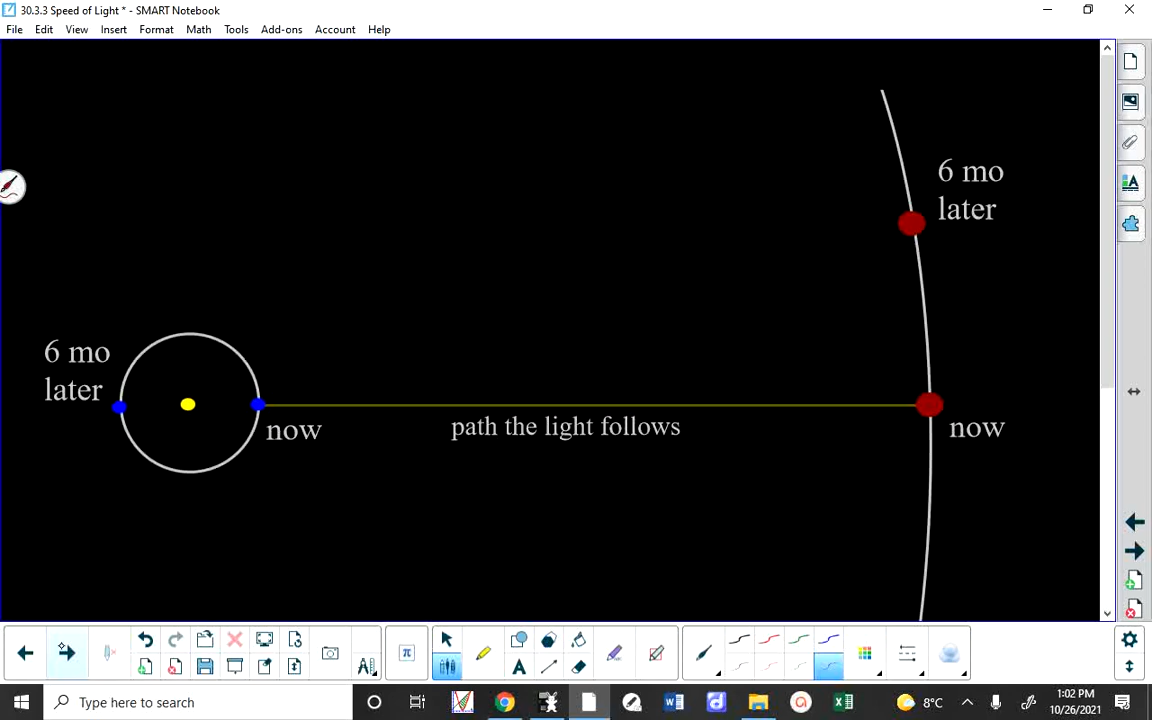 30.3.3 Speed of Light * - SMART Notebook
File Edit View Insert Format Math Tools Add-ons Account Help
6 mo
later
6 mo
later
now
path the light follows
now
Type here to search
8°C
1:02 PM
10/26/2021